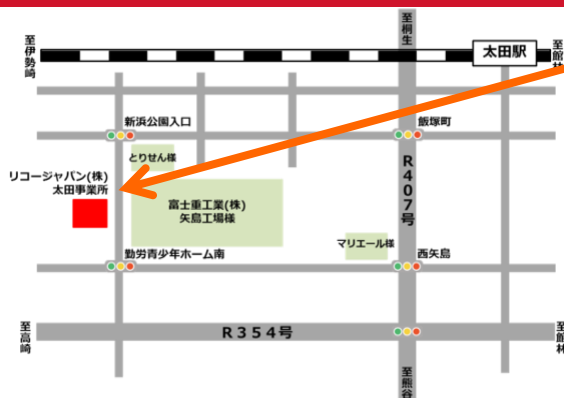 至桐生
至伊勢崎
太田駅
至館林
新浜公園入口
飯塚町
とりせん様
リコージャパン(株)
太田事業所
富士重工業(株)
矢島工場様
R407号
マリエール様
勤労青少年ホーム南
西矢島
至高崎
R354号
至館林
至熊谷